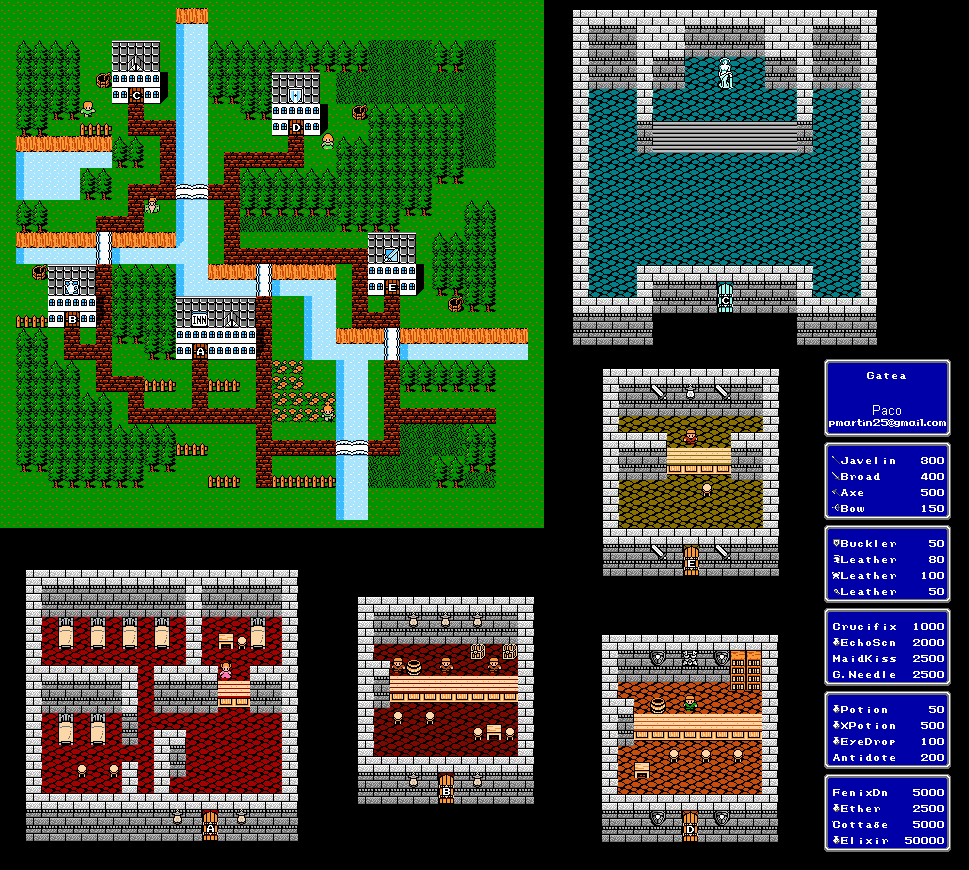 C
D
E
B
INN
A
C
Gatea
Paco
pmartin25@gmail.com
Javelin 300
Broad 400
Axe 500
Bow 150
E
Buckler 50
Leather 80
Leather 100
Leather 50
Crucifix 1000
EchoScn 2000
MaidKiss 2500
G.Needle 2500
Potion 50
XPotion 500
EyeDrop 100
Antidote 200
FenixDn 5000
Ether 2500
Cottage 5000
Elixir 50000
A
B
D